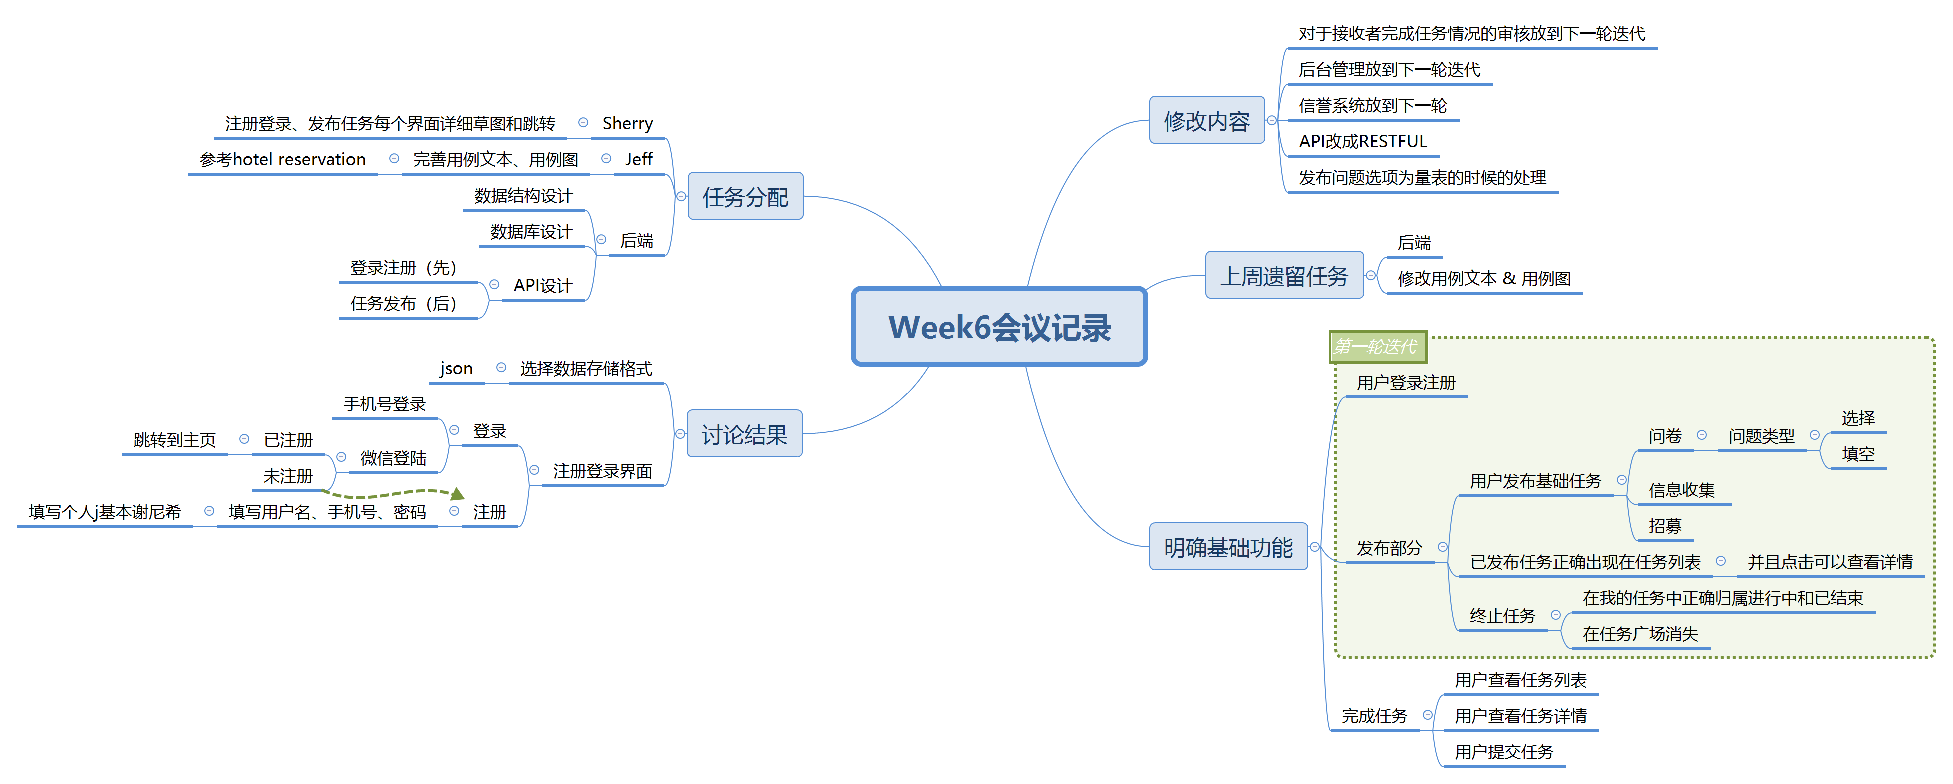 Week6会议记录
修改内容
对于接收者完成任务情况的审核放到下一轮迭代
后台管理放到下一轮迭代
信誉系统放到下一轮
API改成RESTFUL
发布问题选项为量表的时候的处理
上周遗留任务
后端
修改用例文本 & 用例图
明确基础功能
第一轮迭代
用户登录注册
发布部分
用户发布基础任务
问卷
问题类型
选择
填空
信息收集
招募
已发布任务正确出现在任务列表
并且点击可以查看详情
终止任务
在我的任务中正确归属进行中和已结束
在任务广场消失
完成任务
用户查看任务列表
用户查看任务详情
用户提交任务
任务分配
Sherry
注册登录、发布任务每个界面详细草图和跳转
Jeff
完善用例文本、用例图
参考hotel reservation
后端
数据结构设计
数据库设计
API设计
登录注册（先）
任务发布（后）
讨论结果
选择数据存储格式
json
注册登录界面
登录
手机号登录
微信登陆
已注册
跳转到主页
未注册
注册
填写用户名、手机号、密码
填写个人j基本谢尼希